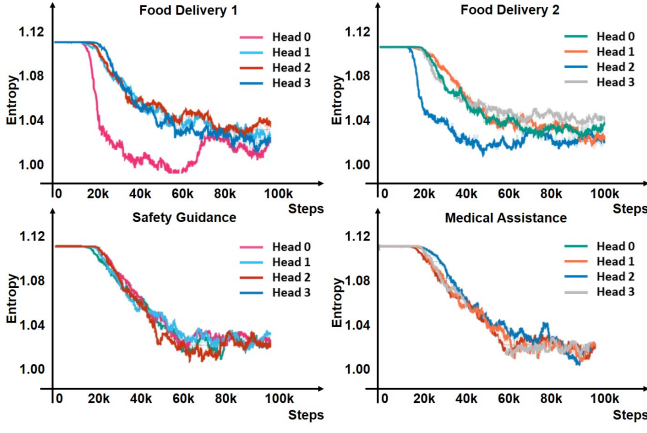 Food Delivery 1
Entropy
1.12
1.08
1.04
1.00
Head 0
Head 1
Head 2
Head 3
0 20k 40k 60k 80k 100k
Steps
Food Delivery 2
Entropy
1.12
1.08
1.04
1.00
Head 0
Head 1
Head 2
Head 3
0 20k 40k 60k 80k 100k
Steps
Safety Guidance
Entropy
1.12
1.08
1.04
1.00
Head 0
Head 1
Head 2
Head 3
0 20k 40k 60k 80k 100k
Steps
Medical Assistance
Entropy
1.12
1.08
1.04
1.00
Head 0
Head 1
Head 2
Head 3
0 20k 40k 60k 80k 100k
Steps